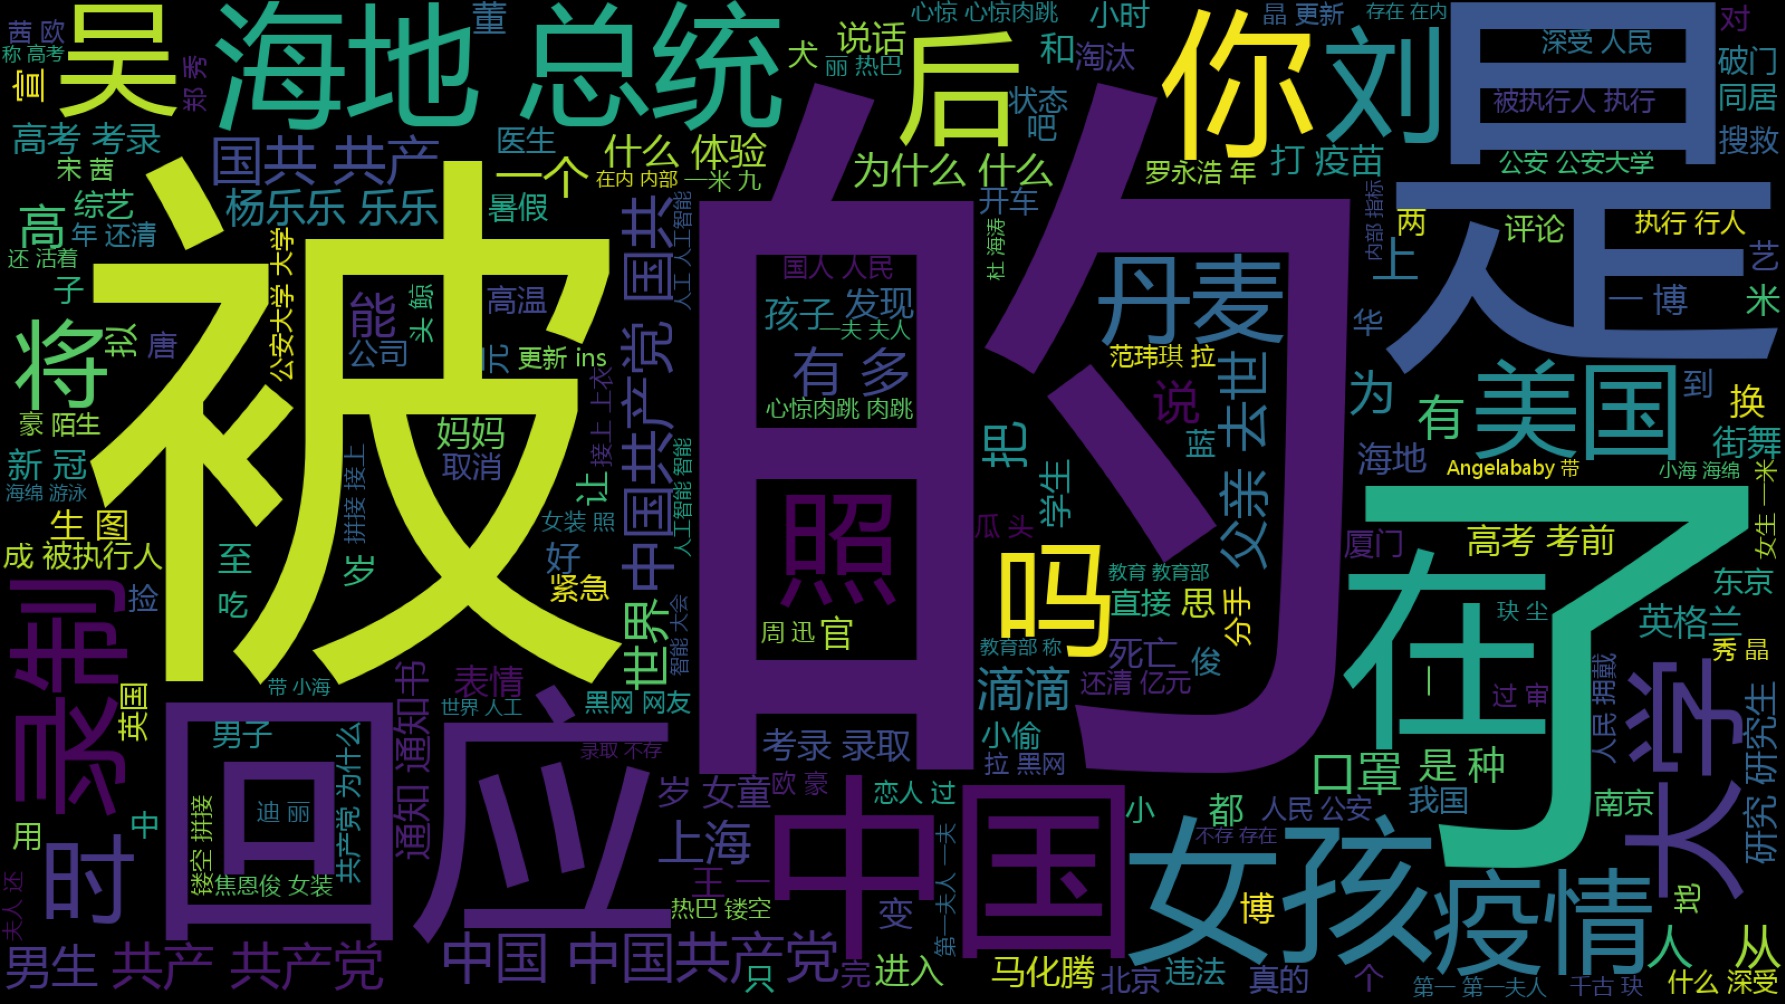 茜 欧
称 高考
宣
吴
郑 秀
海地 总统
董
心惊 心惊肉跳
小时
晶 更新
存在 在内
对
犬
说话
丽 热巴
后
和
淘汰
状态
吧
你
刘
是
深受 人民
被执行人 执行
公安 公安大学
破门
同居
搜救
高考 考录
宋 茜
国共 共产
杨乐乐 乐乐
医生
一个
什么 体验
在内 内部
一米 九
暑假
为什么 什么
开车
罗永浩 年
打 疫苗
综艺
高
年 还清
还 活着
子
将
拟
唐
公安大学 大学
被
能
公司
头 鲸
高温
元
更新 ins
中国共产党 国共
人工 人工智能
的
国人 人民
孩子
发现
一夫 夫人
有 多
心惊肉跳 肉跳
照
周 迅
官
杜 海涛
丹麦
范玮琪 拉
说
去世
父亲
蓝
把
学生
瓜 头
内部 指标
上
两
评论
执行 行人
艺
一 博
米
华
为
有
美国
到
换
街舞
海地
Angelababy 带
小海 海绵
女生 一米
豪 陌生
新 冠
海绵 游泳
生 图
成 被执行人
至
吃
捡
岁
妈妈
取消
拼接 接上
接上 上衣
让
女装 照
好
紧急
人工智能 智能
世界
智能 大会
吗
教育 教育部
直接
思
教育部 称
死亡
俊
分手
滴滴
还清 亿元
小偷
拉 黑网
了
厦门
高考 考前
在
玦 尘
一
过 审
东京
英格兰
秀 晶
人民 拥戴
大学
研究 研究生
录制
英国
带 小海
回应
男子
迪 丽
镂空 拼接
共产党 为什么
焦恩俊 女装
通知 通知书
表情
世界 人工
黑网 网友
录取 不存
考录 录取
用
中
时
夫人 还
岁 女童
欧 豪
上海
王 一
热巴 镂空
变
恋人 过
中国
第一夫人 一夫
小
都
人民 公安
不存 存在
口罩
是 种
我国
南京
女孩
博
疫情
地
人
从
男生
共产 共产党
中国 中国共产党
只
完
进入
马化腾
北京
违法
真的
个
第一 第一夫人
千古 玦
什么 深受